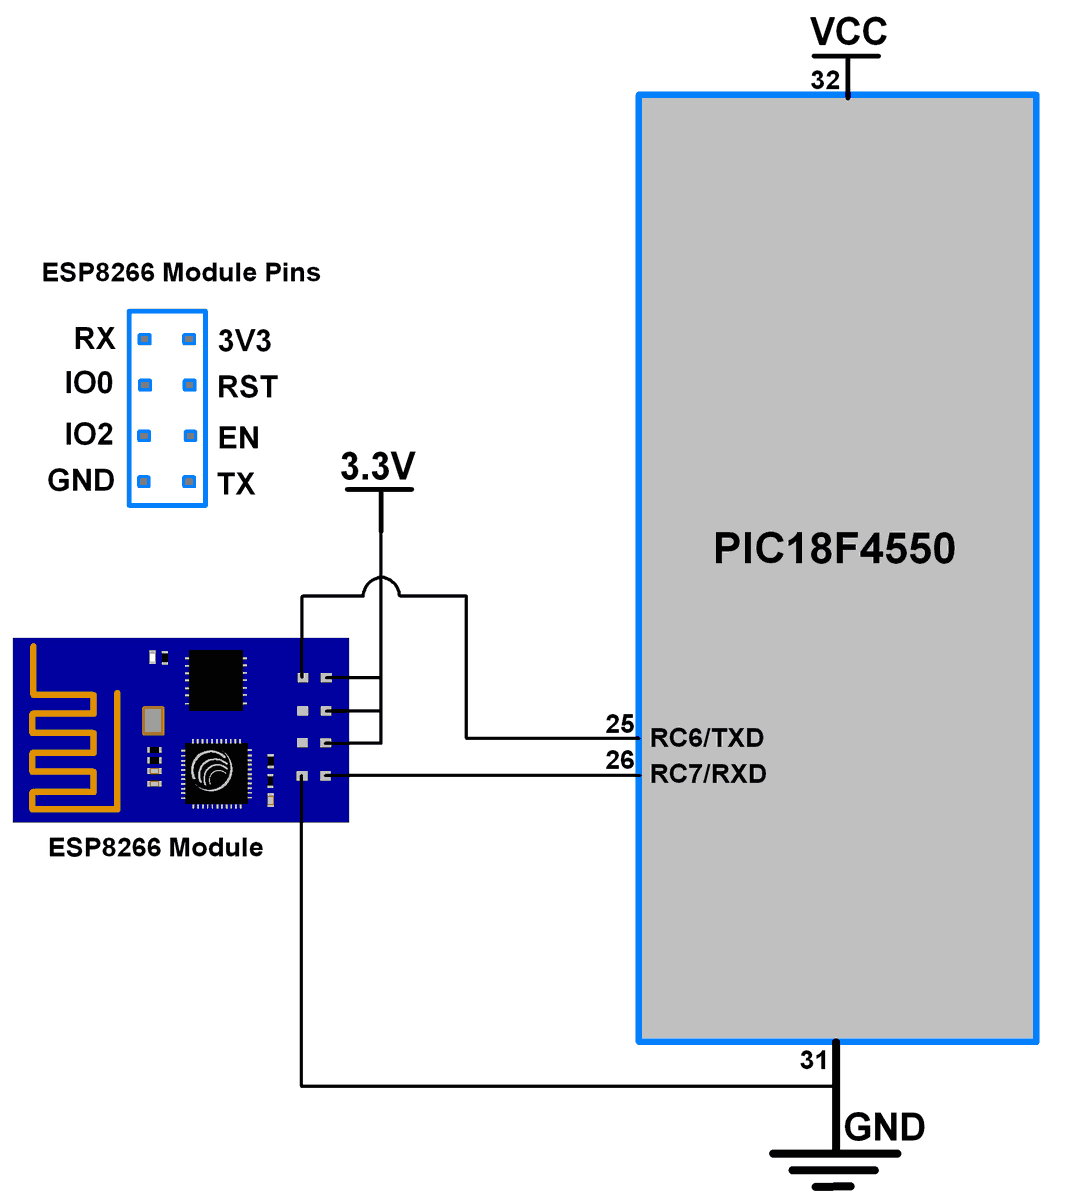 VCC
32
ESP8266 Module Pins
RX 3V3
IO0 RST
IO2 EN
GND TX
3.3V
PIC18F4550
25 RC6/TXD
26 RC7/RXD
ESP8266 Module
31
GND